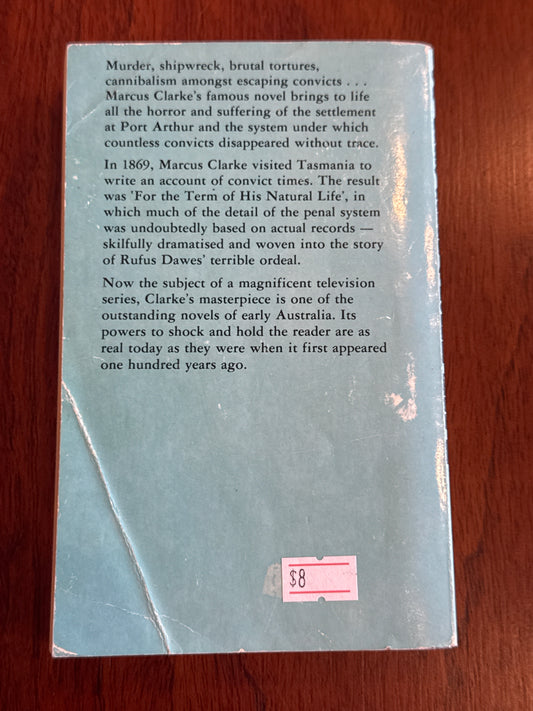 Murder, shipwreck, brutal tortures,
cannibalism amongst escaping convicts . . .
Marcus Clarke's famous novel brings to life
all the horror and suffering of the settlement
at Port Arthur and the system under which
countless convicts disappeared without trace.
In 1869, Marcus Clarke visited Tasmania to
write an account of convict times. The result
was 'For the Term of His Natural Life', in
which much of the detail of the penal system
was undoubtedly based on actual records —
skilfully dramatised and woven into the story
of Rufus Dawes' terrible ordeal.
Now the subject of a magnificent television
series, Clarke's masterpiece is one of the
outstanding novels of early Australia. Its
powers to shock and hold the reader are as
real today as they were when it first appeared
one hundred years ago.
$8